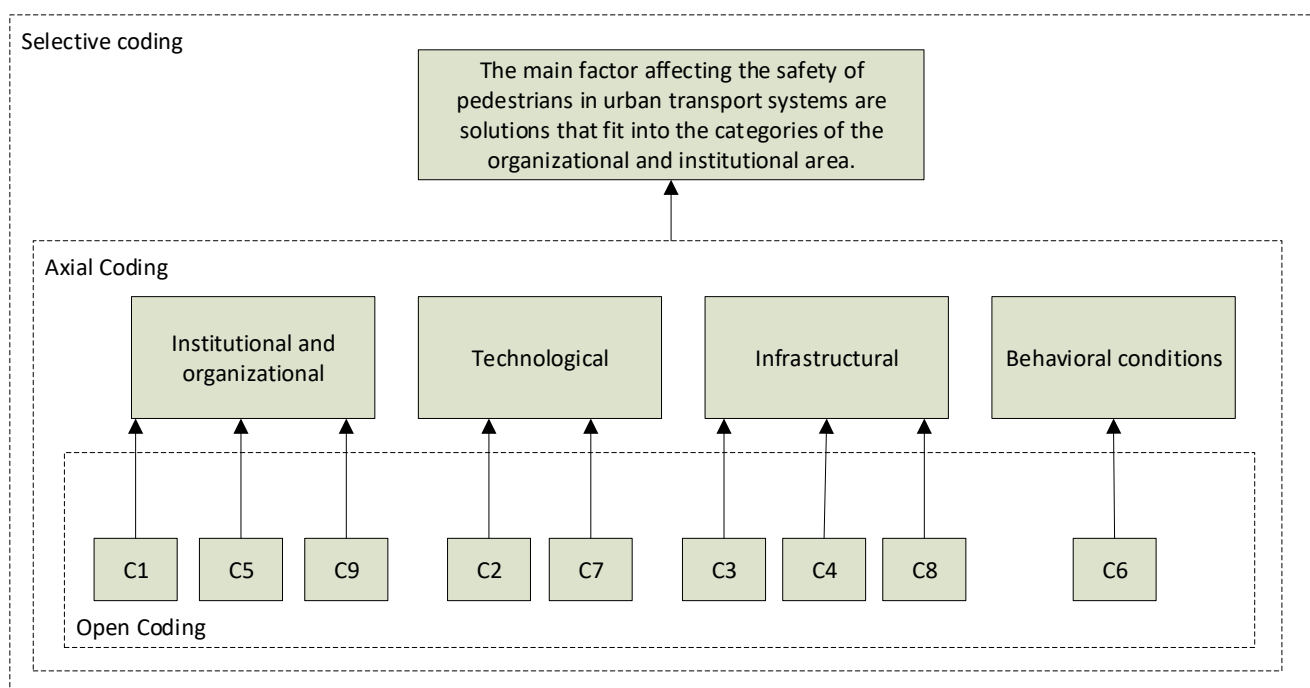 Selective coding
The main factor affecting the safety of
pedestrians in urban transport systems are
solutions that fit into the categories of the
organizational and institutional area.
Axial Coding
Institutional and
organizational
Technological
Infrastructural
Behavioral conditions
C1
C5
C9
C2
C7
C3
C4
C8
C6
Open Coding